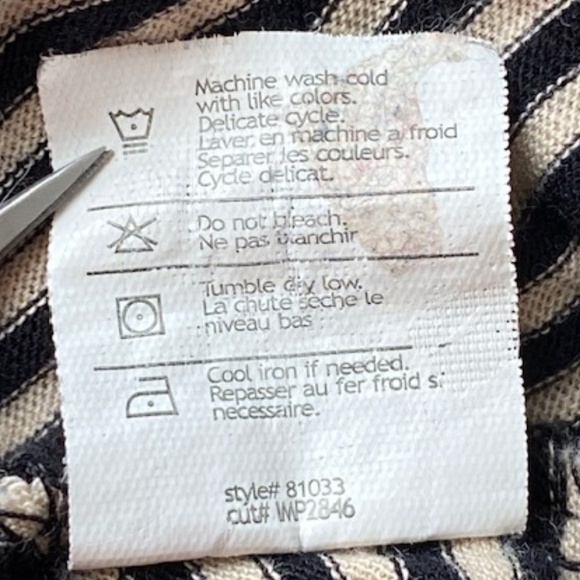 Machine wash cold
with like colors.
Delicate cycle.
Laver en machine a froid
Separer les couleurs.
Cycle delicat.
Do not bleach.
Ne pas blanchir
Tumble dry low.
La chute seche le
niveau bas
Cool iron if needed.
Repasser au fer froid si
necessaire.
style# 81033
cut# WP2846